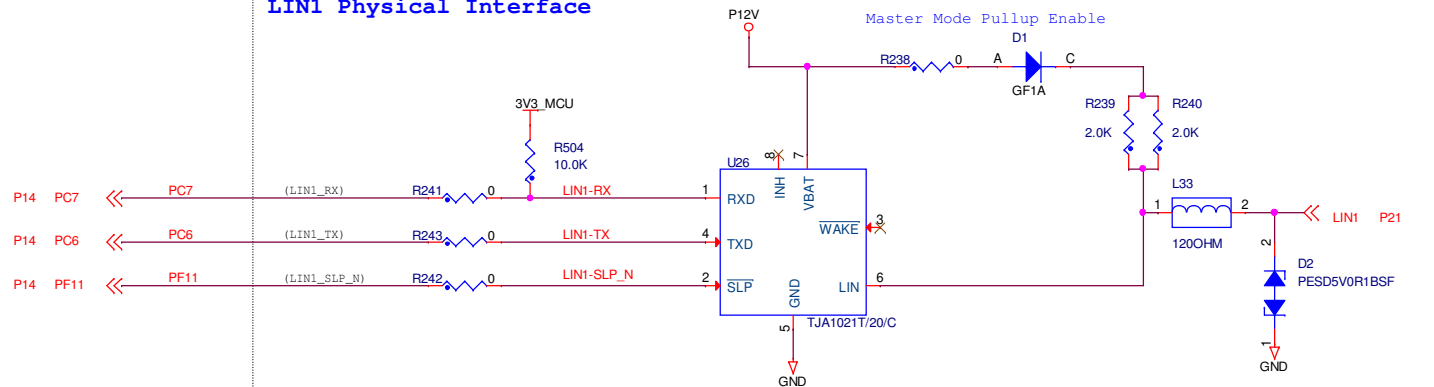 LIN1 Physical Interface
P12V
Master Mode Pullup Enable
D1
R238
0
A
C
GF1A
3V3_MCU
R239
R240
2.0K
2.0K
R504
10.0K
U26
8
7
INH
VBAT
P14
PC7
PC7
(LIN1_RX)
R241
0
LIN1-RX
1
RXD
L33
1
2
120OHM
LIN1
P21
WAKE
3
P14
PC6
PC6
(LIN1_TX)
R243
0
LIN1-TX
4
TXD
P14
PF11
PF11
(LIN1_SLP_N)
R242
0
LIN1-SLP_N
2
SLP
GND
LIN
6
2
D2
PESD5V0R1BSF
1
GND
TJA1021T/20/C
5
GND